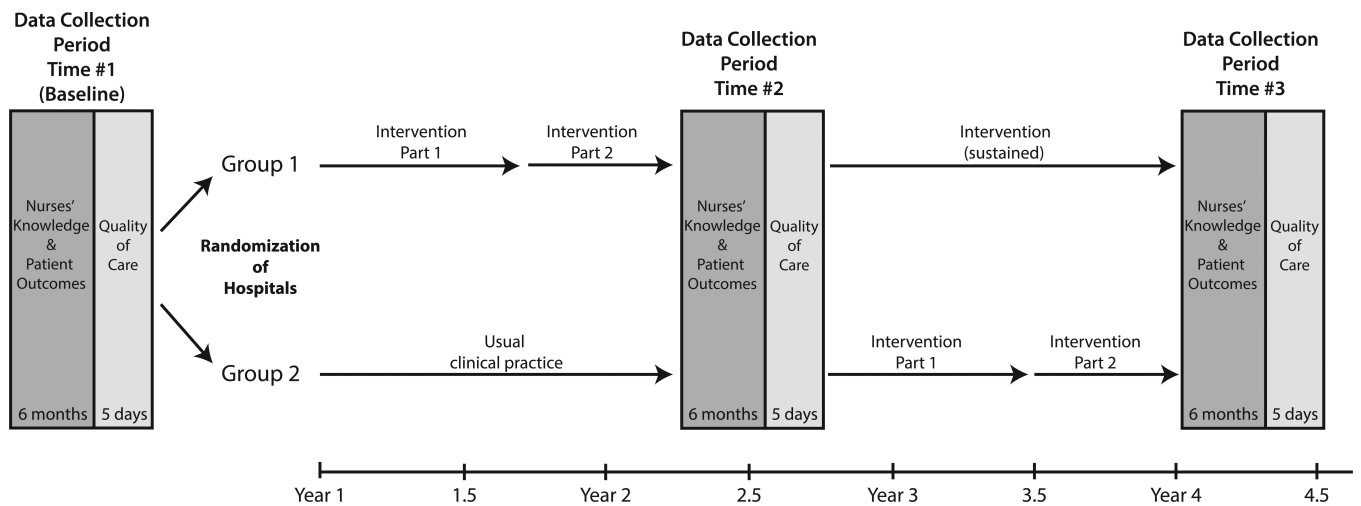 Data Collection
Period
Time #1
(Baseline)
Nurses’
Knowledge
&
Patient
Outcomes
6 months
Quality
of
Care
5 days
Group 1
Randomization
of
Hospitals
Group 2
Intervention
Part 1
Intervention
Part 2
Usual
clinical practice
Data Collection
Period
Time #2
Nurses’
Knowledge
&
Patient
Outcomes
6 months
Quality
of
Care
5 days
Intervention
(sustained)
Intervention
Part 1
Intervention
Part 2
Data Collection
Period
Time #3
Nurses’
Knowledge
&
Patient
Outcomes
6 months
Quality
of
Care
5 days
Year 1
1.5
Year 2
2.5
Year 3
3.5
Year 4
4.5